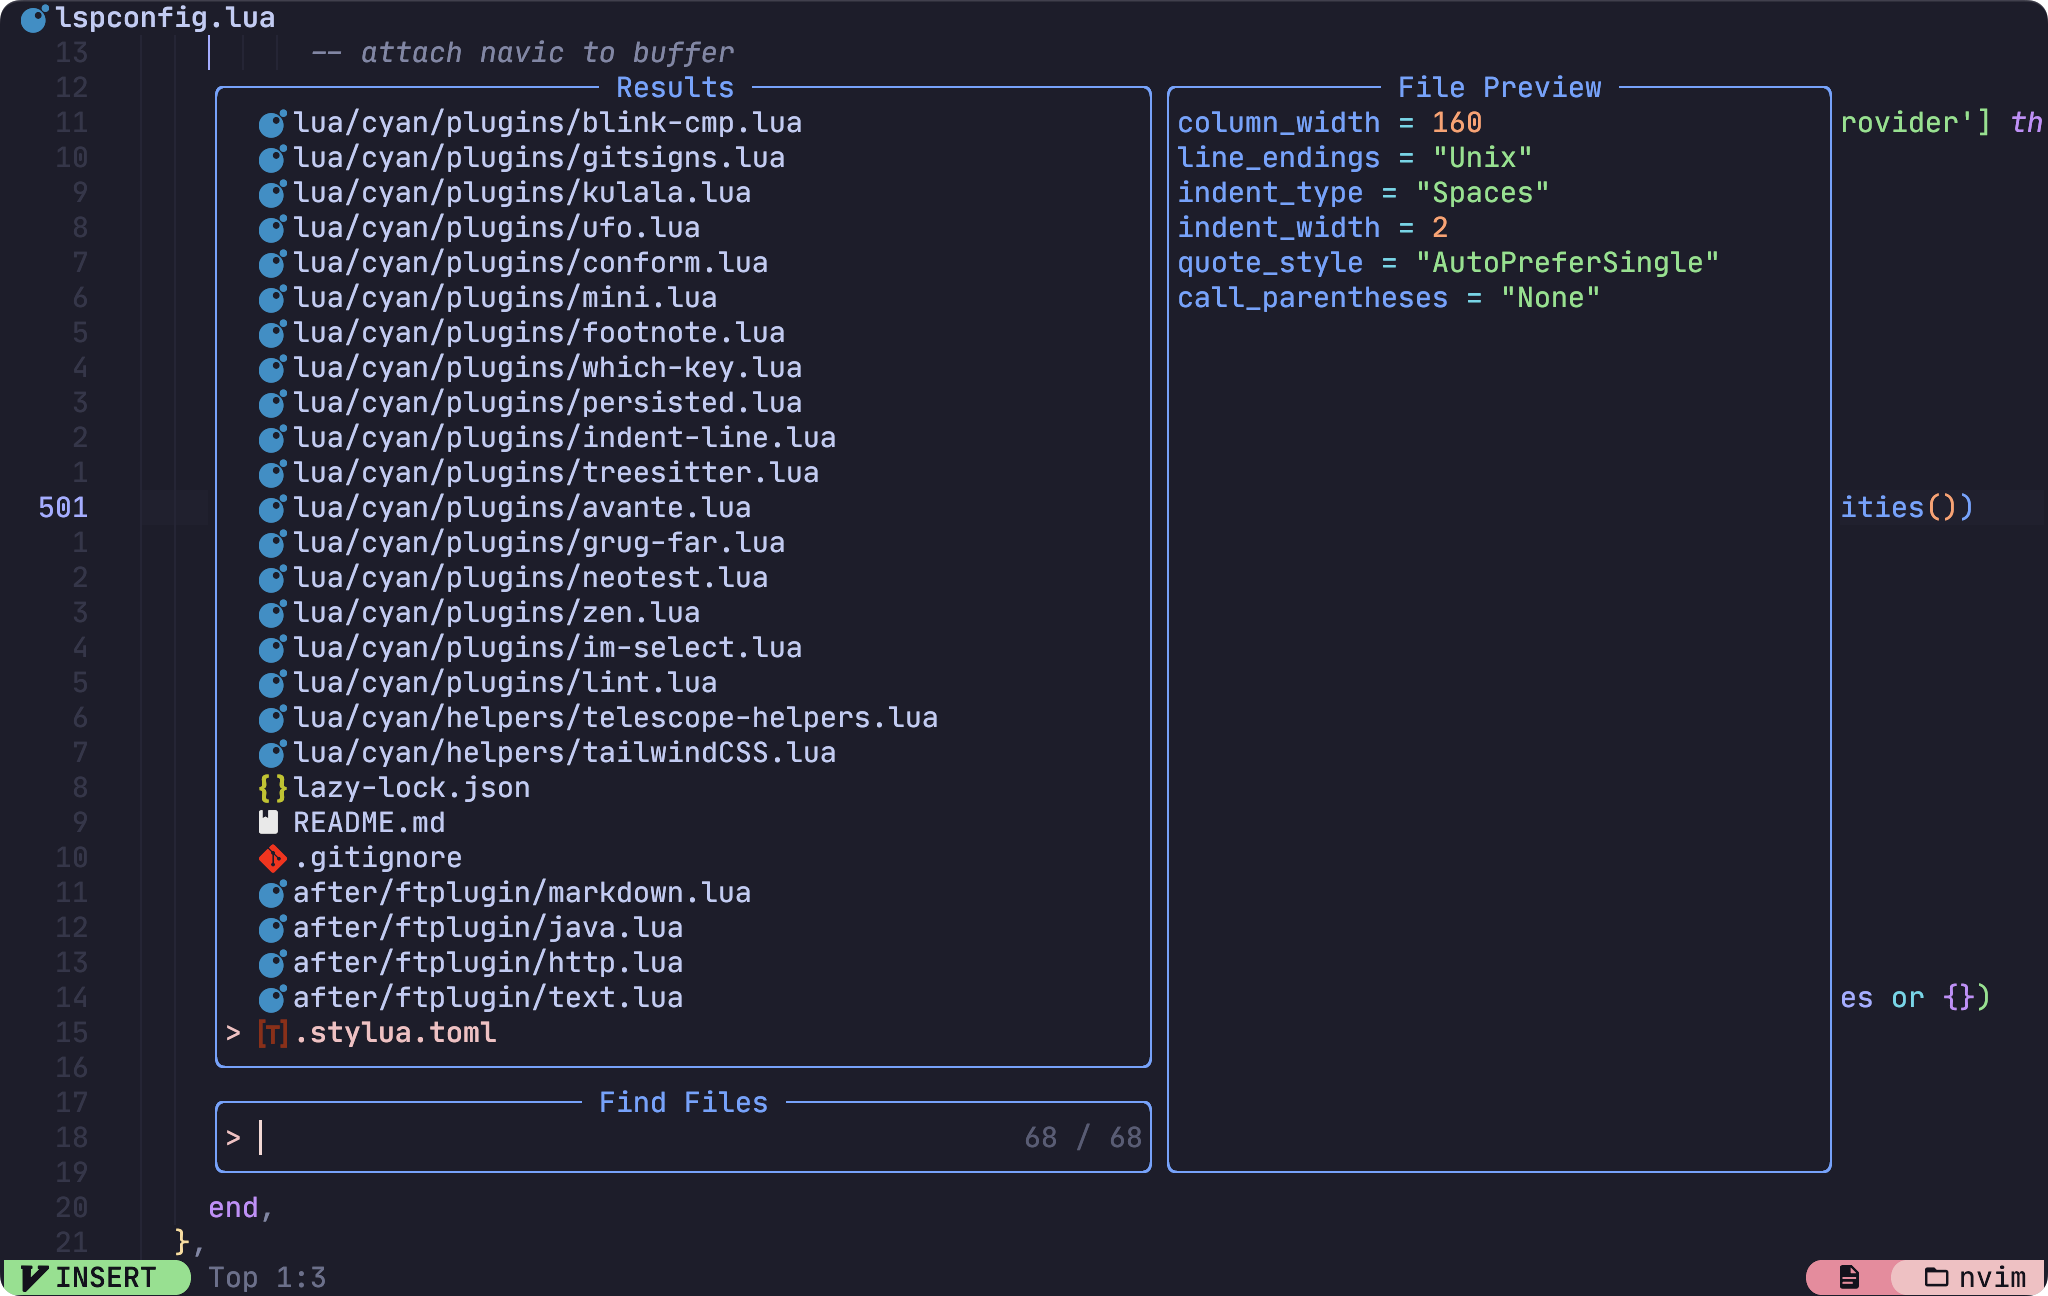 lspconfig.lua
13 -- attach navic to buffer
12 Results File Preview
11 lua/cyan/plugins/blink-cmp.lua column_width = 160 rovider'] th
10 lua/cyan/plugins/gitsigns.lua line_endings = "Unix"
9 lua/cyan/plugins/kulala.lua indent_type = "Spaces"
8 lua/cyan/plugins/ufo.lua indent_width = 2
7 lua/cyan/plugins/conform.lua quote_style = "AutoPreferSingle"
6 lua/cyan/plugins/mini.lua call_parentheses = "None"
5 lua/cyan/plugins/footnote.lua
4 lua/cyan/plugins/which-key.lua
3 lua/cyan/plugins/persisted.lua
2 lua/cyan/plugins/indent-line.lua
1 lua/cyan/plugins/treesitter.lua
501 lua/cyan/plugins/avante.lua ities())
1 lua/cyan/plugins/grug-far.lua
2 lua/cyan/plugins/neotest.lua
3 lua/cyan/plugins/zen.lua
4 lua/cyan/plugins/im-select.lua
5 lua/cyan/plugins/lint.lua
6 lua/cyan/helpers/telescope-helpers.lua
7 lua/cyan/helpers/tailwindCSS.lua
8 {} lazy-lock.json
9 README.md
10 .gitignore
11 after/ftplugin/markdown.lua
12 after/ftplugin/java.lua
13 after/ftplugin/http.lua
14 after/ftplugin/text.lua es or {})
15 > [T] .stylua.toml
16
17 Find Files
18 > 68 / 68
19
20 end,
21 },
INSERT Top 1:3 nvim